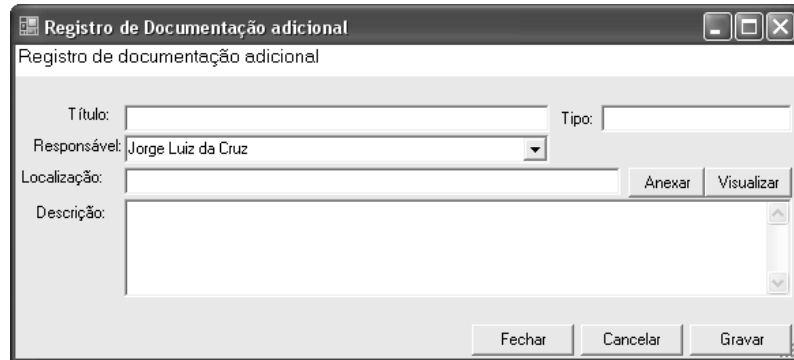 Registro de Documentação adicional
Registro de documentação adicional
Título: Tipo:
Responsável: Jorge Luiz da Cruz
Localização: Anexar Visualizar
Descrição:
Fechar Cancelar Gravar